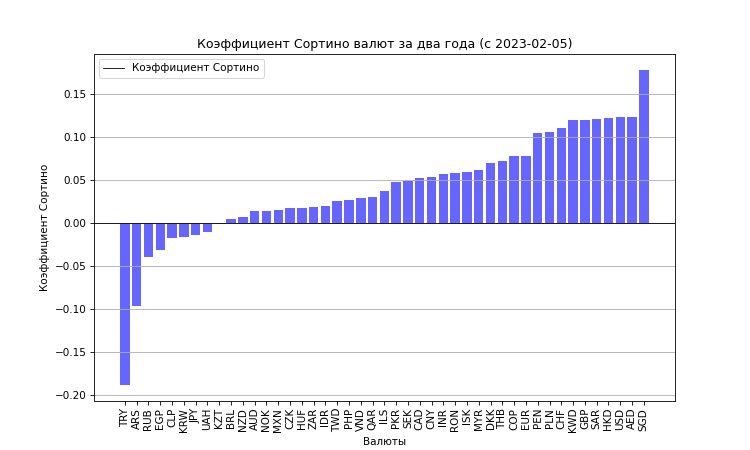 Коэффициент Сортино валют за два года (с 2023-02-05)
Коэффициент Сортино
Коэффициент Сортино
0.15
0.10
0.05
0.00
−0.05
−0.10
−0.15
−0.20
TRY
ARS
RUB
EGP
CLP
KRW
JPY
UAH
KZT
BRL
NZD
AUD
NOK
MXN
CZK
HUF
ZAR
IDR
TWD
PHP
VND
QAR
ILS
PKR
SEK
CAD
CNY
INR
RON
ISK
MYR
DKK
THB
COP
EUR
PEN
PLN
CHF
KWD
GBP
SAR
HKD
USD
AED
SGD
Валюты